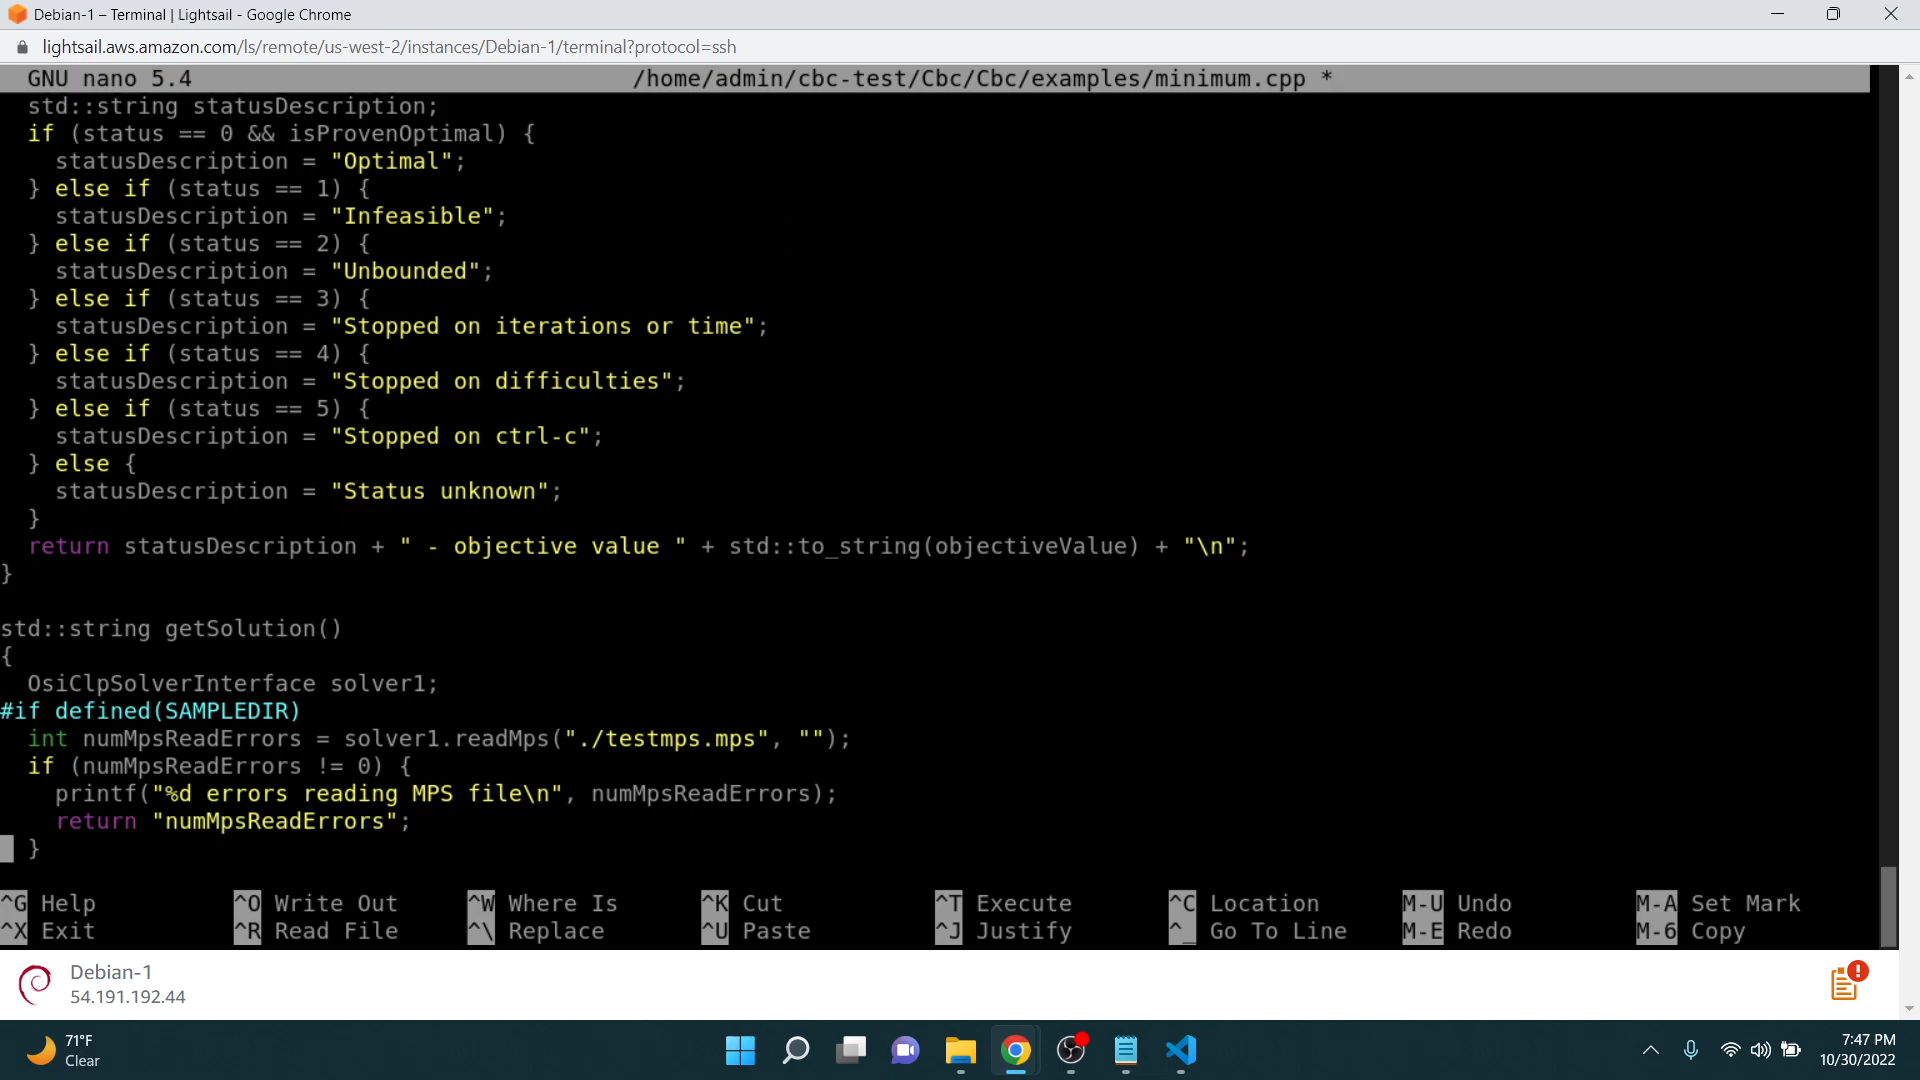 Debian-1 – Terminal | Lightsail - Google Chrome
lightsail.aws.amazon.com/ls/remote/us-west-2/instances/Debian-1/terminal?protocol=ssh
GNU nano 5.4 /home/admin/cbc-test/Cbc/Cbc/examples/minimum.cpp *
std::string statusDescription;
if (status == 0 && isProvenOptimal) {
statusDescription = "Optimal";
} else if (status == 1) {
statusDescription = "Infeasible";
} else if (status == 2) {
statusDescription = "Unbounded";
} else if (status == 3) {
statusDescription = "Stopped on iterations or time";
} else if (status == 4) {
statusDescription = "Stopped on difficulties";
} else if (status == 5) {
statusDescription = "Stopped on ctrl-c";
} else {
statusDescription = "Status unknown";
}
return statusDescription + " - objective value " + std::to_string(objectiveValue) + "\n";
}
std::string getSolution()
{
OsiClpSolverInterface solver1;
#if defined(SAMPLEDIR)
int numMpsReadErrors = solver1.readMps("./testmps.mps", "");
if (numMpsReadErrors != 0) {
printf("%d errors reading MPS file\n", numMpsReadErrors);
return "numMpsReadErrors";
}
^G Help ^O Write Out ^W Where Is ^K Cut ^T Execute ^C Location M-U Undo M-A Set Mark
^X Exit ^R Read File ^\ Replace ^U Paste ^J Justify ^_ Go To Line M-E Redo M-6 Copy
Debian-1
54.191.192.44
71°F
Clear
7:47 PM
10/30/2022